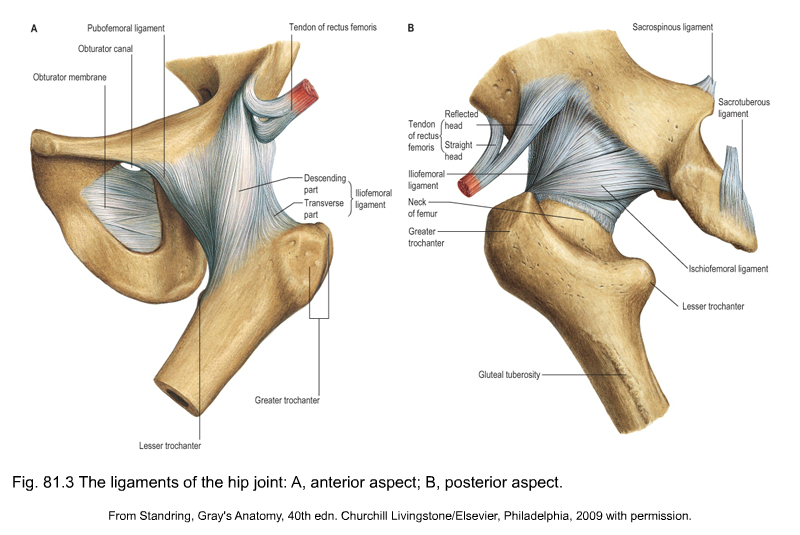 A
Pubofemoral ligament
Tendon of rectus femoris
Obturator canal
Obturator membrane
Descending
part
Transverse
part
Iliofemoral
ligament
Greater trochanter
Lesser trochanter
B
Sacrospinous ligament
Sacrotuberous
ligament
Tendon
of rectus
femoris
Reflected
head
Straight
head
Iliofemoral
ligament
Neck
of femur
Greater
trochanter
Ischiofemoral ligament
Lesser trochanter
Gluteal tuberosity
Fig. 81.3 The ligaments of the hip joint: A, anterior aspect; B, posterior aspect.
From Standring, Gray's Anatomy, 40th edn. Churchill Livingstone/Elsevier, Philadelphia, 2009 with permission.